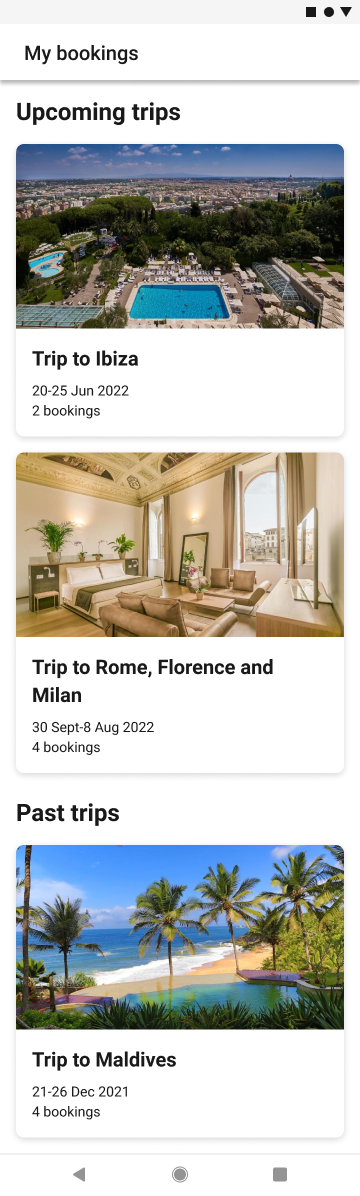 My bookings
Upcoming trips
Trip to Ibiza
20-25 Jun 2022
2 bookings
Trip to Rome, Florence and
Milan
30 Sept-8 Aug 2022
4 bookings
Past trips
Trip to Maldives
21-26 Dec 2021
4 bookings